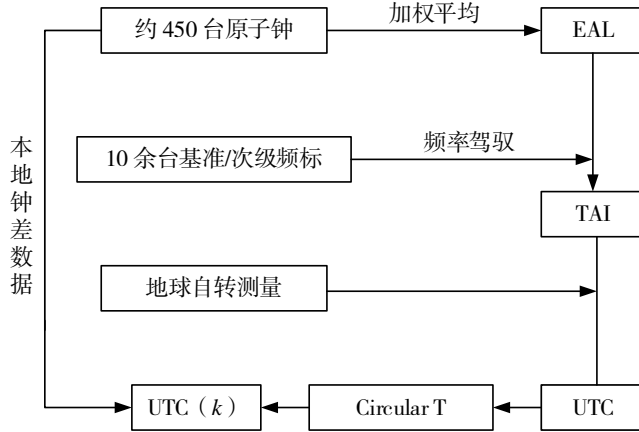 约 450 台原子钟
加权平均
EAL
10 余台基准/次级频标
频率驾驭
TAI
本地钟差数据
地球自转测量
UTC（k）
Circular T
UTC